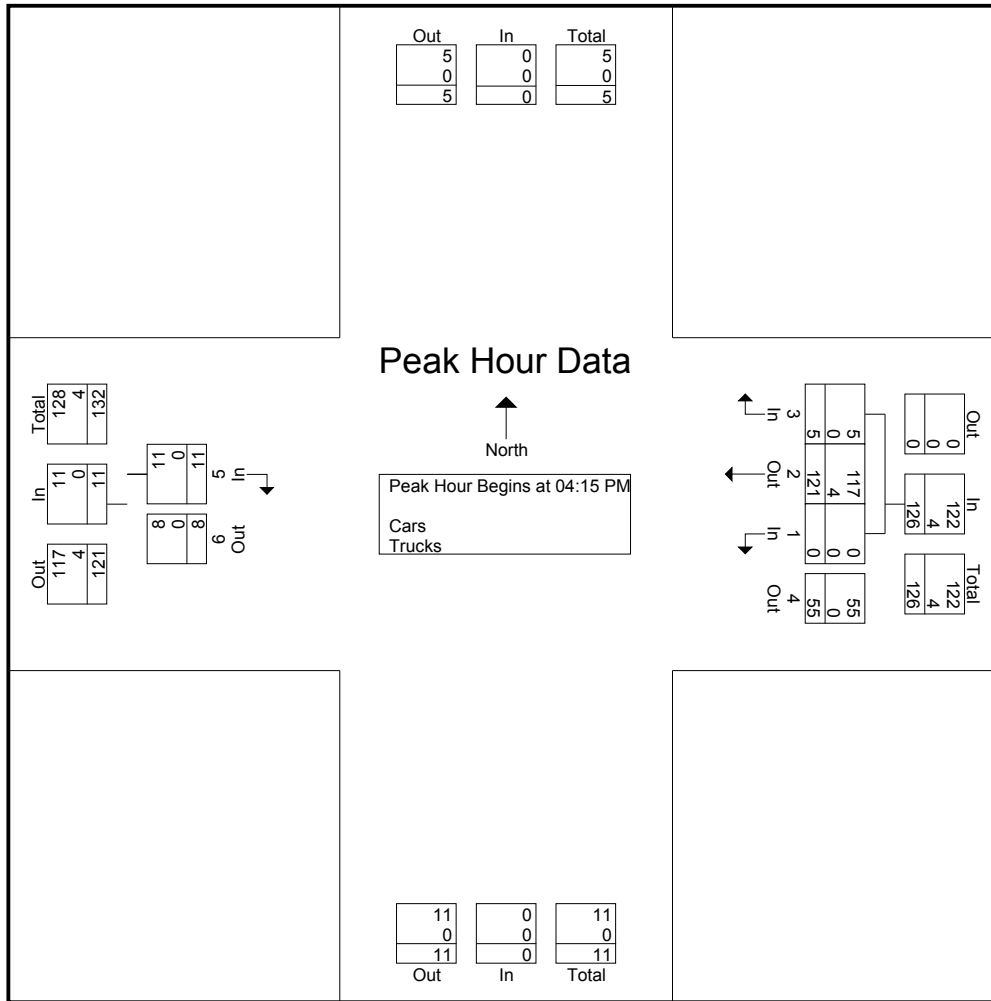 Out In Total
5 0 5
0 0 0
5 0 5
Peak Hour Data
North
Peak Hour Begins at 04:15 PM
Cars
Trucks
Total
128
4
132
In
11
0
11
Out
117
4
121
5
In
11
0
11
6
Out
8
0
8
3
In
5
0
5
2
Out
117
4
121
1
In
0
0
0
4
Out
55
0
55
Out
0
0
0
In
122
4
126
Total
122
4
126
11 0 11
0 0 0
11 0 11
Out In Total